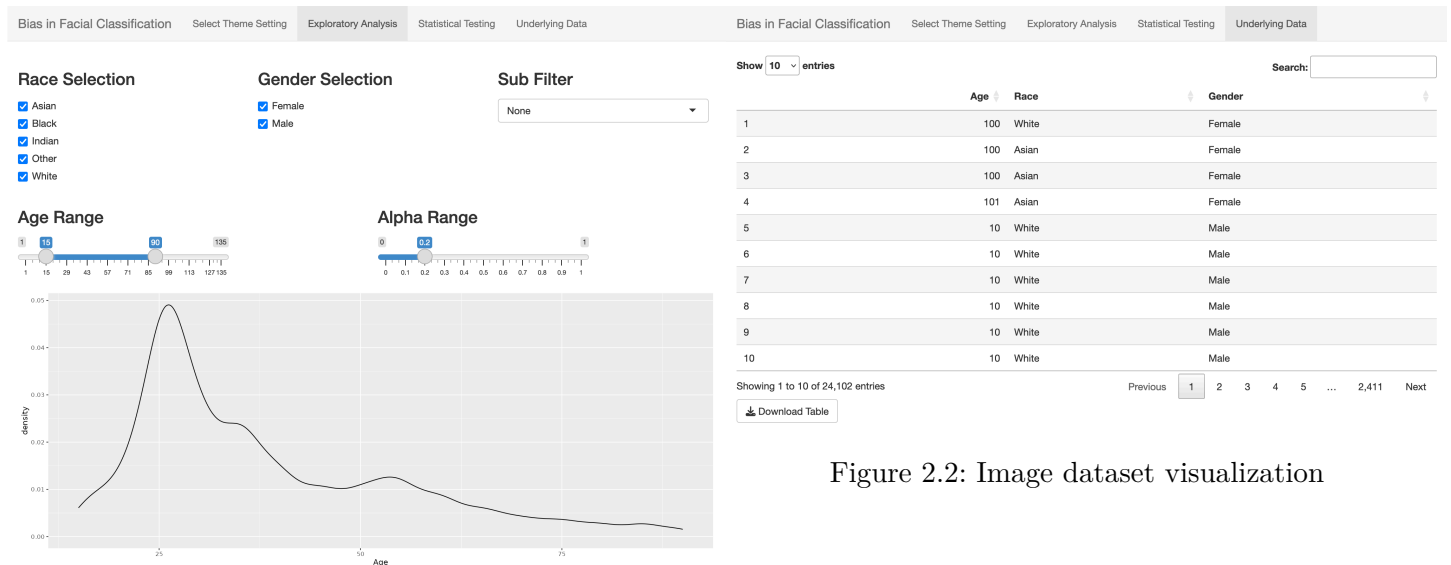 Bias in Facial Classification Select Theme Setting Exploratory Analysis Statistical Testing Underlying Data
Race Selection Gender Selection Sub Filter
Asian Female None
Black Male
Indian
Other
White
Age Range Alpha Range
1 15 90 135 0 0.2 1
1 15 29 43 57 71 85 99 113 127 135 0 0.1 0.2 0.3 0.4 0.5 0.6 0.7 0.8 0.9 1
0.05
0.04
0.03
0.02
0.01
0.00
density
25 50 75
Age
Bias in Facial Classification Select Theme Setting Exploratory Analysis Statistical Testing Underlying Data
Show 10 entries Search:
Age Race Gender
1 100 White Female
2 100 Asian Female
3 100 Asian Female
4 101 Asian Female
5 10 White Male
6 10 White Male
7 10 White Male
8 10 White Male
9 10 White Male
10 10 White Male
Showing 1 to 10 of 24,102 entries Previous 1 2 3 4 5 ... 2,411 Next
Download Table
Figure 2.2: Image dataset visualization